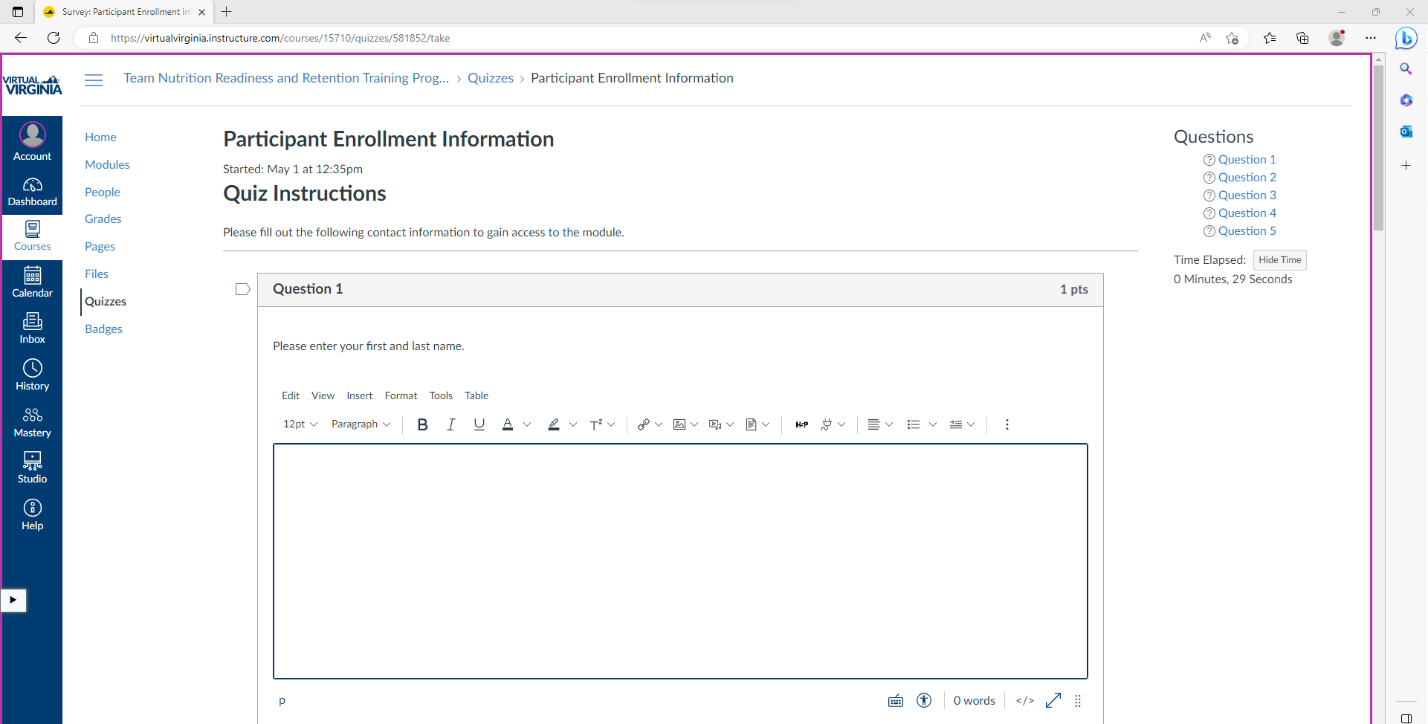 Survey: Participant Enrollment In
https://virtualvirginia.instructure.com/courses/15710/quizzes/581852/take
VIRTUAL
VIRGINIA
Team Nutrition Readiness and Retention Training Prog... › Quizzes › Participant Enrollment Information
Account
Dashboard
Courses
Calendar
Inbox
History
Mastery
Studio
Help
Home
Modules
People
Grades
Pages
Files
Quizzes
Badges
Participant Enrollment Information
Started: May 1 at 12:35pm
Quiz Instructions
Please fill out the following contact information to gain access to the module.
Question 1 1 pts
Please enter your first and last name.
Edit View Insert Format Tools Table
12pt Paragraph B I U A T² H5P
p 0 words </>
Questions
Question 1
Question 2
Question 3
Question 4
Question 5
Time Elapsed: Hide Time
0 Minutes, 29 Seconds